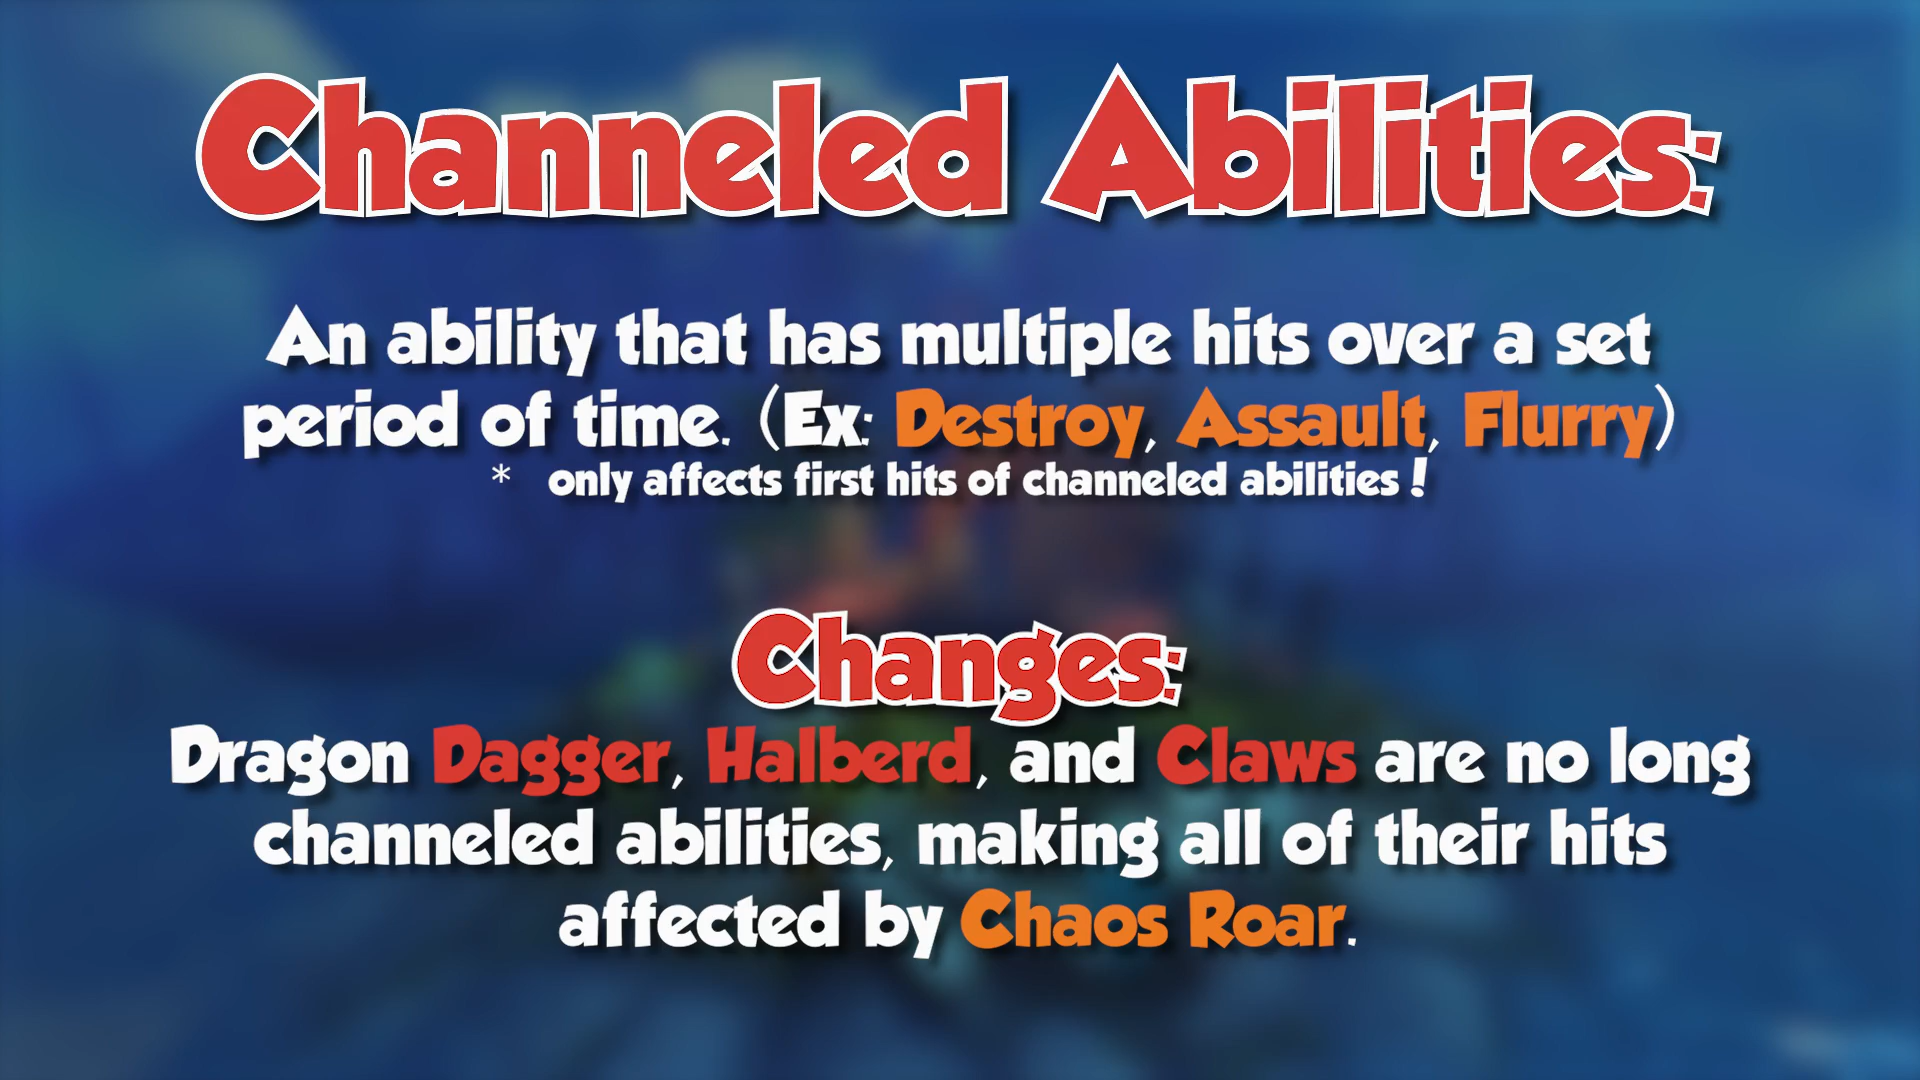 Channeled Abilities:
An ability that has multiple hits over a set
period of time. (Ex: Destroy, Assault, Flurry)
* only affects first hits of channeled abilities!
Changes:
Dragon Dagger, Halberd, and Claws are no long
channeled abilities, making all of their hits
affected by Chaos Roar.